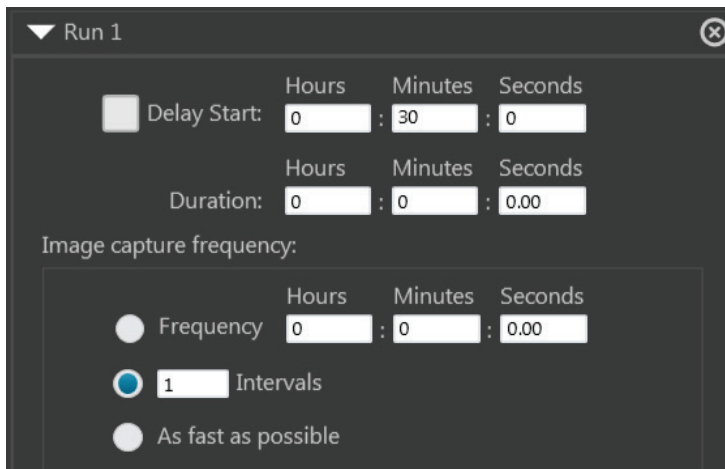 Run 1
Hours Minutes Seconds
Delay Start: 0 : 30 : 0
Hours Minutes Seconds
Duration: 0 : 0 : 0.00
Image capture frequency:
Hours Minutes Seconds
Frequency 0 : 0 : 0.00
1 Intervals
As fast as possible